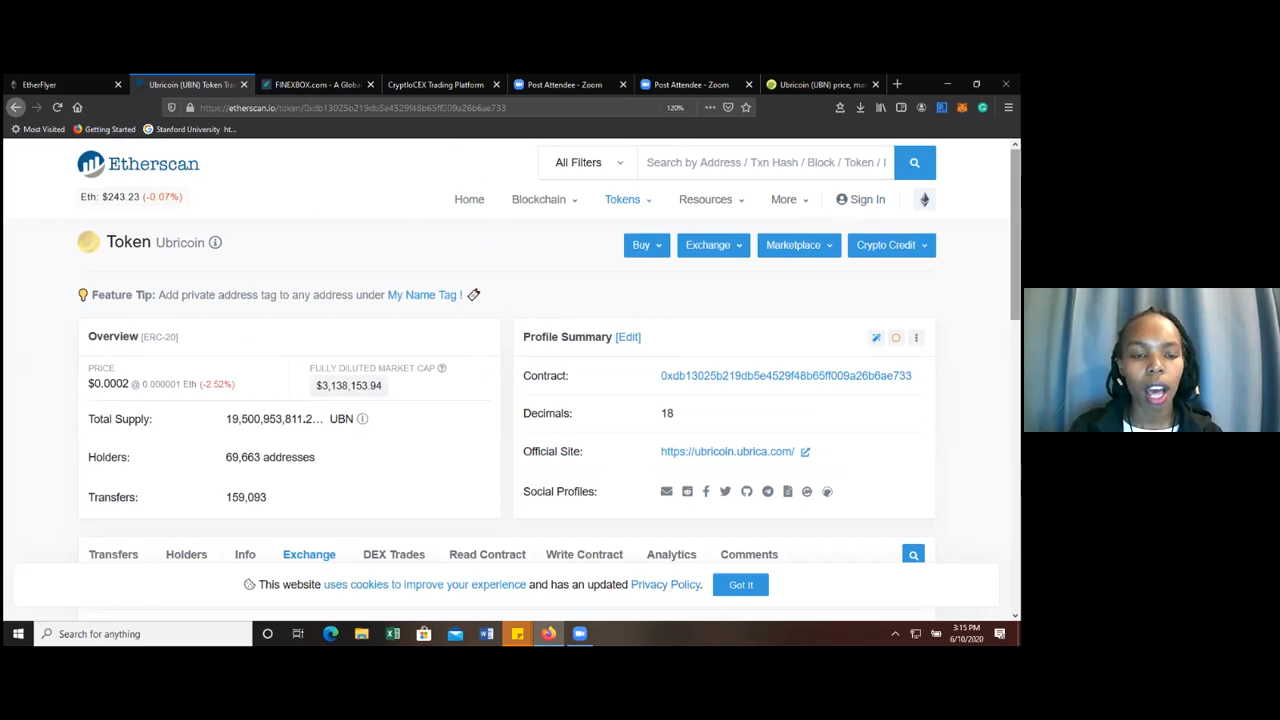 EtherFlyer
Ubricoin (UBN) Token Tra
FINEXBOX.com - A Globa
CryptloCEX Trading Platform
Post Attendee - Zoom
Post Attendee - Zoom
Ubricoin (UBN) price, ma
https://etherscan.io/token/0xdb13025b219db5e4529f48b65ff009a26b6ae733
120%
Most Visited
Getting Started
Stanford University ht...
Etherscan
All Filters
Search by Address / Txn Hash / Block / Token / I
Eth: $243.23 (-0.07%)
Home
Blockchain
Tokens
Resources
More
Sign In
Token Ubricoin
Buy
Exchange
Marketplace
Crypto Credit
Feature Tip: Add private address tag to any address under My Name Tag !
Overview [ERC-20]
PRICE
$0.0002 @ 0.000001 Eth (-2.52%)
FULLY DILUTED MARKET CAP
$3,138,153.94
Total Supply: 19,500,953,811.2... UBN
Holders: 69,663 addresses
Transfers: 159,093
Profile Summary [Edit]
Contract: 0xdb13025b219db5e4529f48b65ff009a26b6ae733
Decimals: 18
Official Site: https://ubricoin.ubrica.com/
Social Profiles:
Transfers
Holders
Info
Exchange
DEX Trades
Read Contract
Write Contract
Analytics
Comments
This website uses cookies to improve your experience and has an updated Privacy Policy.
Got It
Search for anything
3:15 PM
6/10/2020